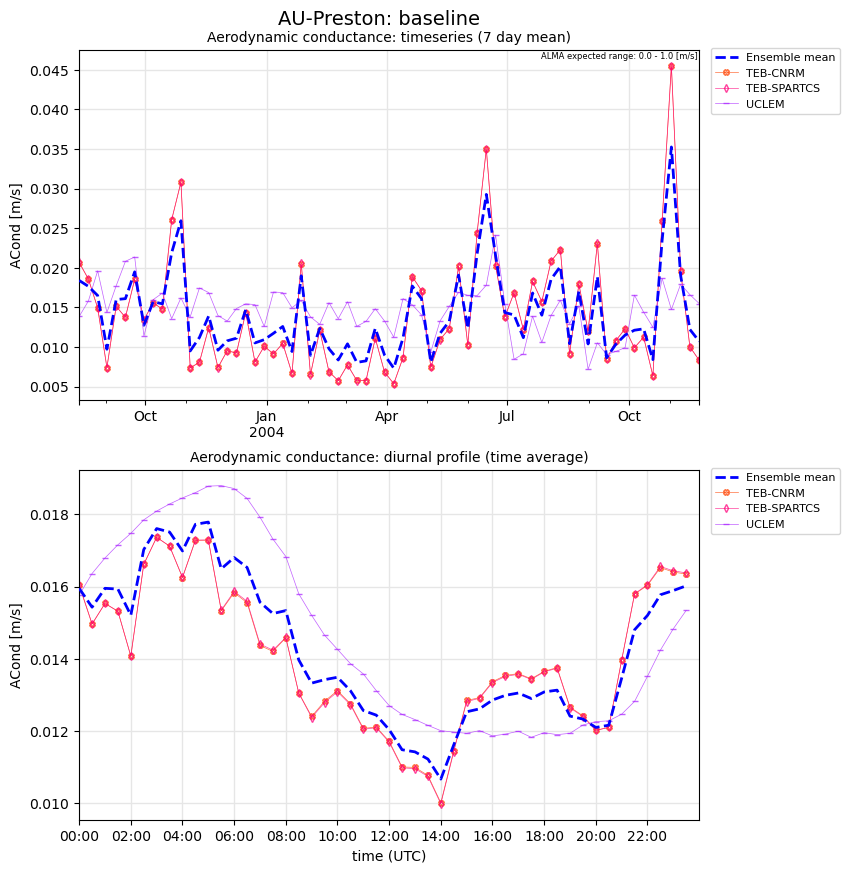 AU-Preston: baseline
Aerodynamic conductance: timeseries (7 day mean)
ALMA expected range: 0.0 - 1.0 [m/s]
Ensemble mean
TEB-CNRM
TEB-SPARTCS
UCLEM
ACond [m/s]
0.045
0.040
0.035
0.030
0.025
0.020
0.015
0.010
0.005
Oct
Jan
2004
Apr
Jul
Oct
Aerodynamic conductance: diurnal profile (time average)
Ensemble mean
TEB-CNRM
TEB-SPARTCS
UCLEM
ACond [m/s]
0.018
0.016
0.014
0.012
0.010
00:00
02:00
04:00
06:00
08:00
10:00
12:00
14:00
16:00
18:00
20:00
22:00
time (UTC)